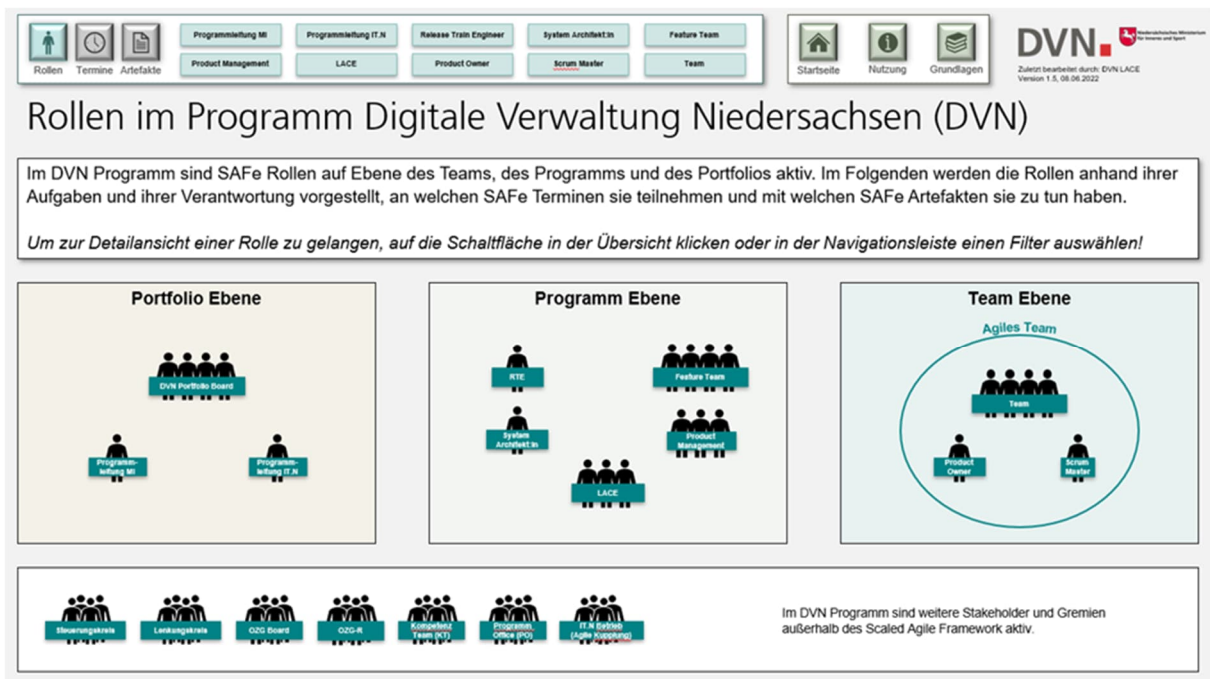 Rollen
Termine
Artefakte
Programmleitung MI
Programmleitung IT.N
Release Train Engineer
System Architekt:in
Feature Team
Product Management
LACE
Product Owner
Scrum Master
Team
Startseite
Nutzung
Grundlagen
DVN
Niedersächsisches Ministerium
für Inneres und Sport
Zuletzt bearbeitet durch: DVN LACE
Version 1.5, 08.06.2022
Rollen im Programm Digitale Verwaltung Niedersachsen (DVN)
Im DVN Programm sind SAFe Rollen auf Ebene des Teams, des Programms und des Portfolios aktiv. Im Folgenden werden die Rollen anhand ihrer
Aufgaben und ihrer Verantwortung vorgestellt, an welchen SAFe Terminen sie teilnehmen und mit welchen SAFe Artefakten sie zu tun haben.
Um zur Detailansicht einer Rolle zu gelangen, auf die Schaltfläche in der Übersicht klicken oder in der Navigationsleiste einen Filter auswählen!
Portfolio Ebene
DVN Portfolio Board
Programm-
leitung MI
Programm-
leitung IT.N
Programm Ebene
RTE
Feature Team
System
Architekt:in
Product
Management
LACE
Team Ebene
Agiles Team
Team
Product
Owner
Scrum
Master
Steuerungskreis
Lenkungskreis
OZG Board
OZG-R
Kompetenz
Team (KT)
Programm
Office (PO)
IT.N Betrieb
(Agile Kupplung)
Im DVN Programm sind weitere Stakeholder und Gremien
außerhalb des Scaled Agile Framework aktiv.